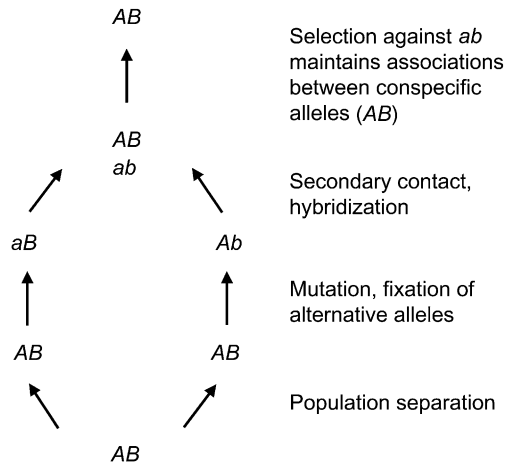 AB
Selection against ab
maintains associations
between conspecific
alleles (AB)
AB
ab
Secondary contact,
hybridization
aB
Ab
Mutation, fixation of
alternative alleles
AB
AB
Population separation
AB